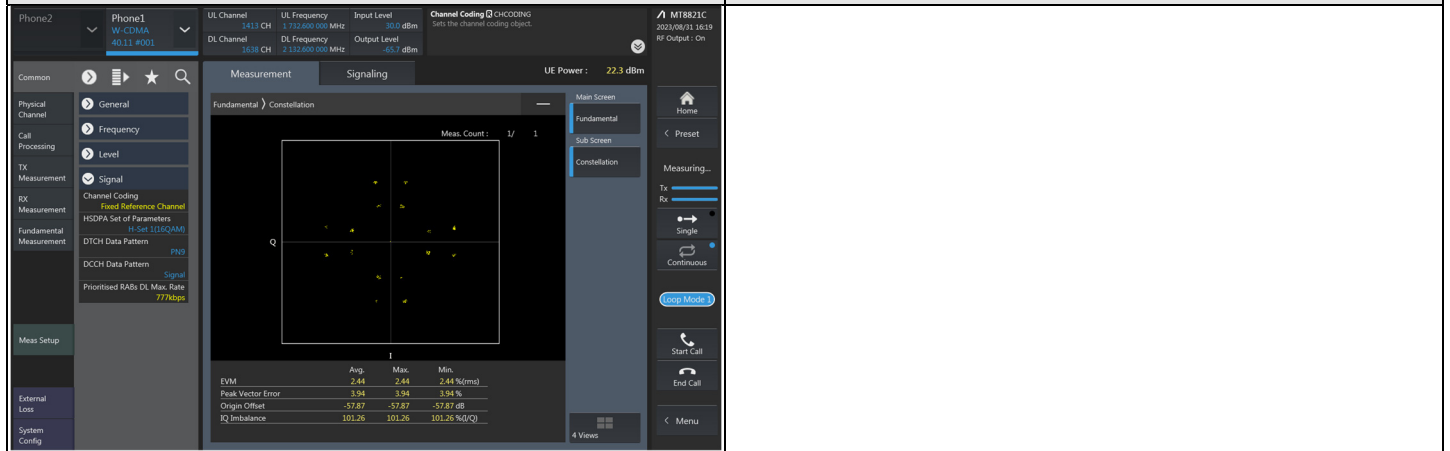 Phone2
Phone1
W-CDMA
40.11 #001
UL Channel
1413 CH
UL Frequency
1 732.600 000 MHz
Input Level
30.0 dBm
DL Channel
1638 CH
DL Frequency
2 132.600 000 MHz
Output Level
-65.7 dBm
Channel Coding CHCODING
Sets the channel coding object.
MT8821C
2023/08/31 16:19
RF Output : On
Common
Physical
Channel
Call
Processing
TX
Measurement
RX
Measurement
Fundamental
Measurement
Meas Setup
External
Loss
System
Config
General
Frequency
Level
Signal
Channel Coding
Fixed Reference Channel
HSDPA Set of Parameters
H-Set 1(16QAM)
DTCH Data Pattern
PN9
DCCH Data Pattern
Signal
Prioritised RABs DL Max. Rate
777kbps
Measurement
Signaling
UE Power : 22.3 dBm
Fundamental > Constellation
Meas. Count : 1/ 1
Q
I
Avg. Max. Min.
EVM 2.44 2.44 2.44 %(rms)
Peak Vector Error 3.94 3.94 3.94 %
Origin Offset -57.87 -57.87 -57.87 dB
IQ Imbalance 101.26 101.26 101.26 %(I/Q)
Main Screen
Fundamental
Sub Screen
Constellation
4 Views
Home
< Preset
Measuring...
Tx
Rx
Single
Continuous
Loop Mode 1
Start Call
End Call
< Menu